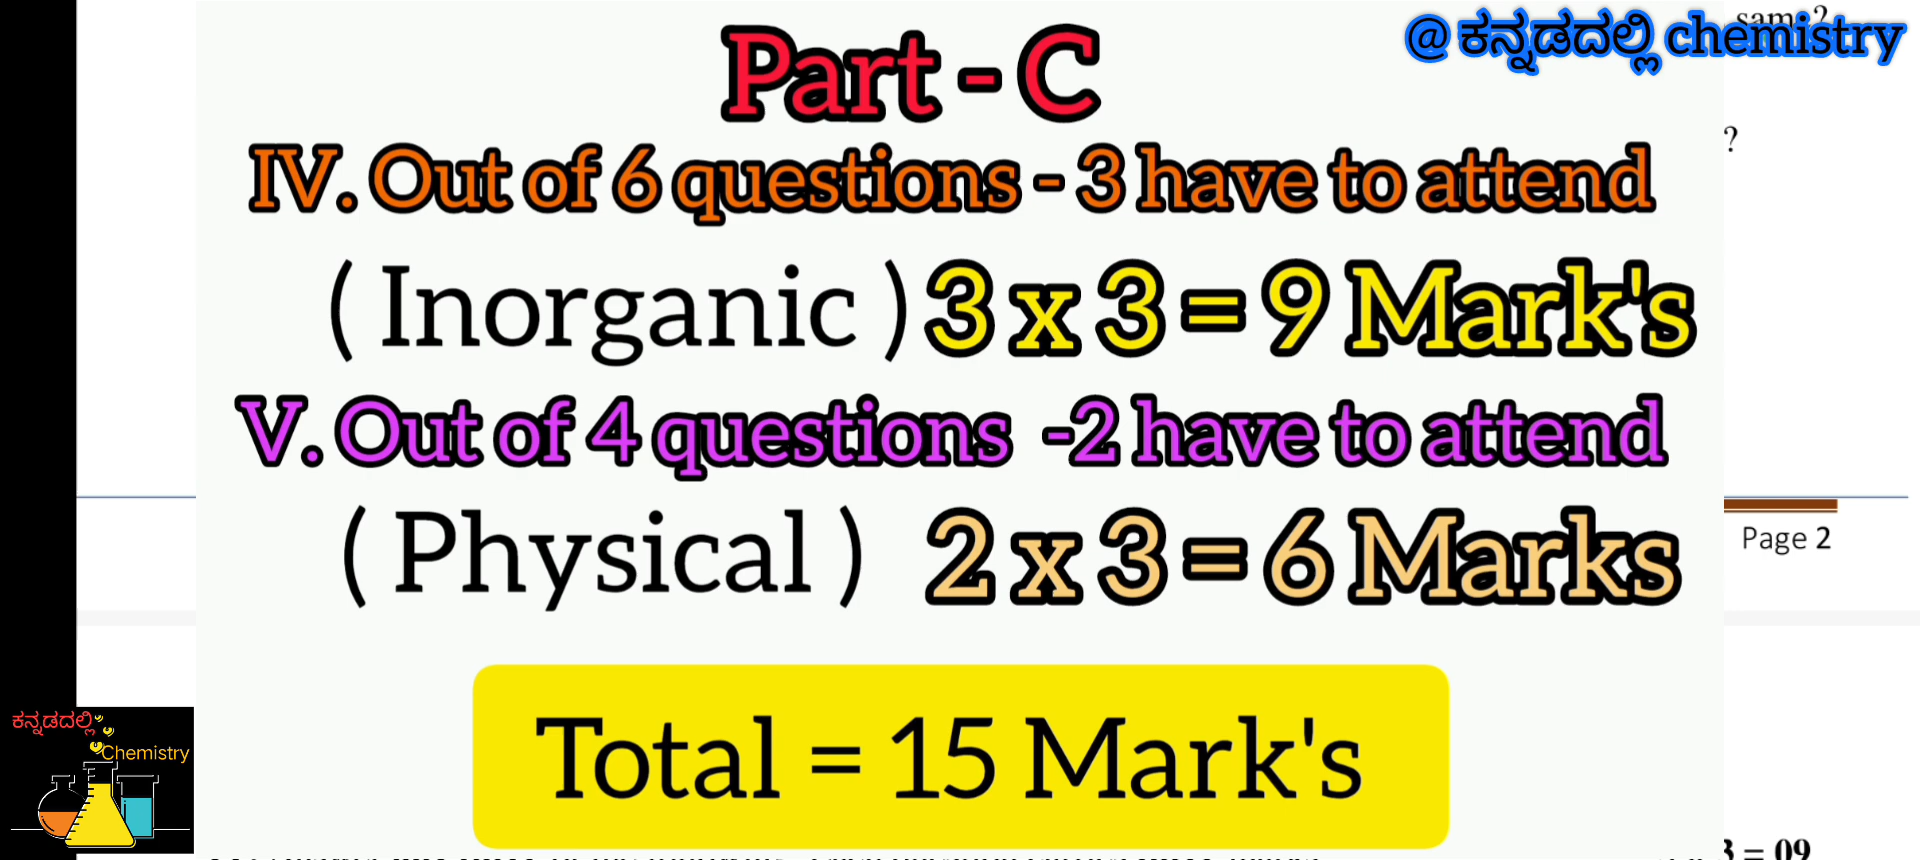 @ ಕನ್ನಡದಲ್ಲಿ chemistry
Part - C
?
IV. Out of 6 questions - 3 have to attend
( Inorganic ) 3 x 3 = 9 Mark's
V. Out of 4 questions -2 have to attend
( Physical ) 2 x 3 = 6 Marks
Page 2
Total = 15 Mark's
ಕನ್ನಡದಲ್ಲಿ
Chemistry
= 09